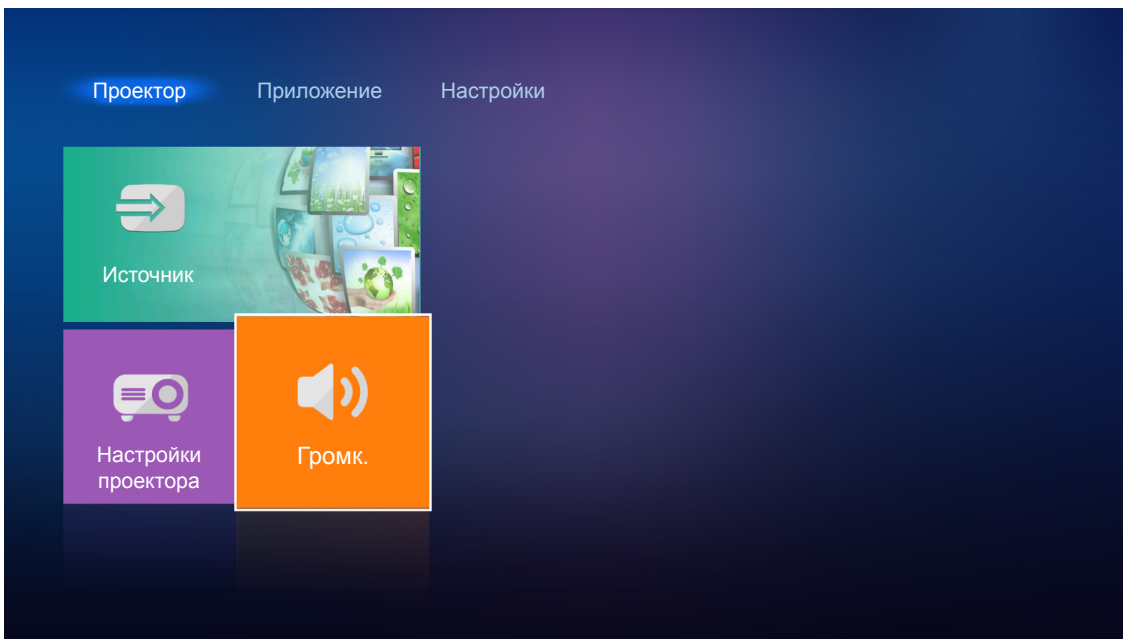 Проектор Приложение Настройки
Источник
Настройки
проектора
Громк.